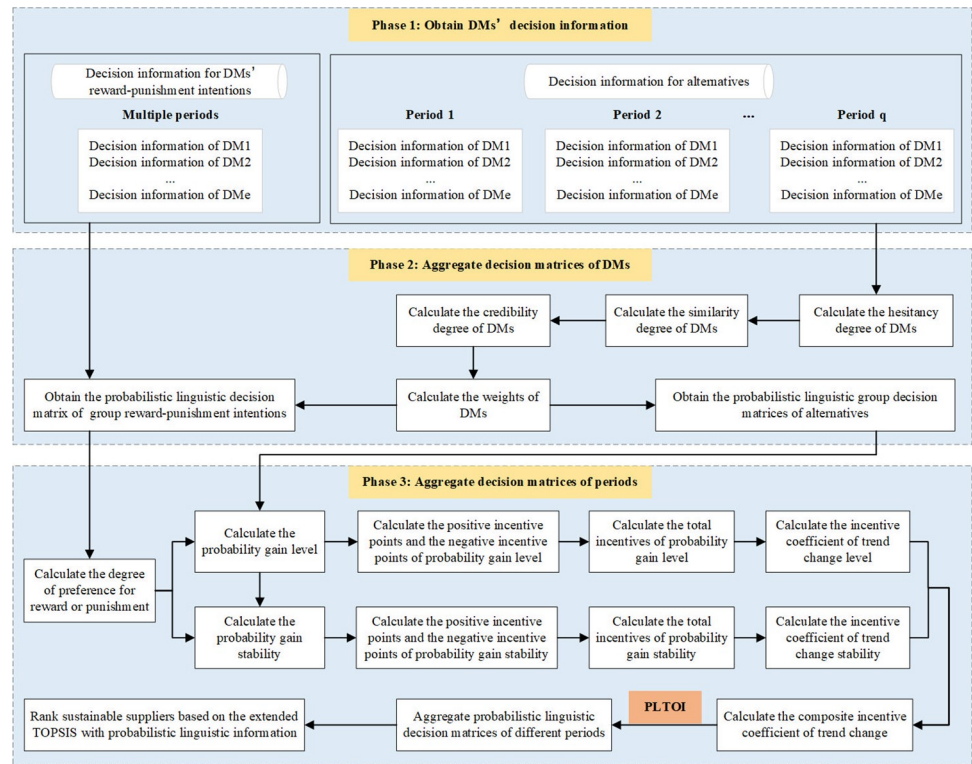 Phase 1: Obtain DMs' decision information
Decision information for DMs'
reward-punishment intentions
Multiple periods
Decision information of DM1
Decision information of DM2
...
Decision information of DMe
Decision information for alternatives
Period 1
Decision information of DM1
Decision information of DM2
...
Decision information of DMe
Period 2
Decision information of DM1
Decision information of DM2
...
Decision information of DMe
...
Period q
Decision information of DM1
Decision information of DM2
...
Decision information of DMe
Phase 2: Aggregate decision matrices of DMs
Calculate the credibility
degree of DMs
Calculate the similarity
degree of DMs
Calculate the hesitancy
degree of DMs
Obtain the probabilistic linguistic decision
matrix of group reward-punishment intentions
Calculate the weights of
DMs
Obtain the probabilistic linguistic group decision
matrices of alternatives
Phase 3: Aggregate decision matrices of periods
Calculate the degree
of preference for
reward or punishment
Calculate the
probability gain level
Calculate the positive incentive
points and the negative incentive
points of probability gain level
Calculate the total
incentives of probability
gain level
Calculate the incentive
coefficient of trend
change level
Calculate the
probability gain
stability
Calculate the positive incentive
points and the negative incentive
points of probability gain stability
Calculate the total
incentives of probability
gain stability
Calculate the incentive
coefficient of trend
change stability
Rank sustainable suppliers based on the extended
TOPSIS with probabilistic linguistic information
Aggregate probabilistic linguistic
decision matrices of different periods
PLTOI
Calculate the composite incentive
coefficient of trend change